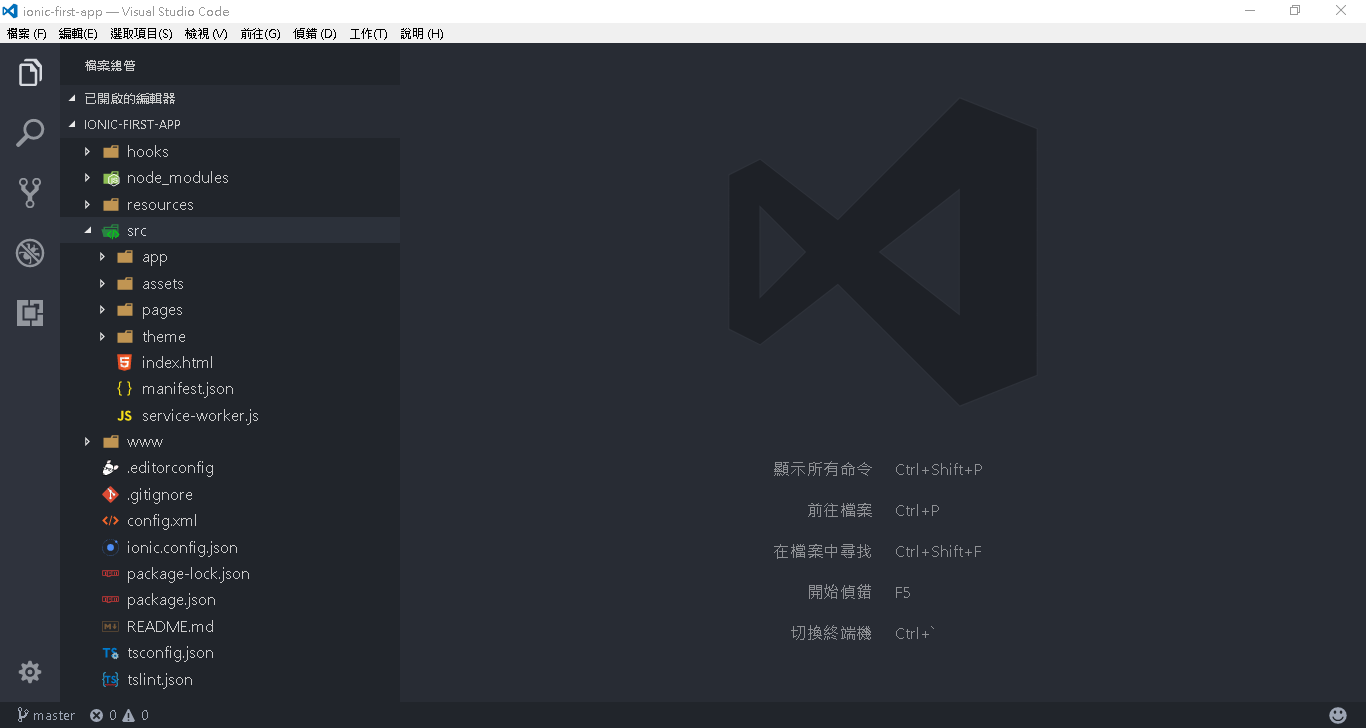 ionic-first-app — Visual Studio Code
檔案 (F) 編輯(E) 選取項目(S) 檢視 (V) 前往(G) 偵錯 (D) 工作(T) 說明 (H)
檔案總管
已開啟的編輯器
IONIC-FIRST-APP
hooks
node_modules
resources
src
app
assets
pages
theme
index.html
manifest.json
JS service-worker.js
www
.editorconfig
.gitignore
config.xml
ionic.config.json
package-lock.json
package.json
README.md
TS tsconfig.json
TS tslint.json
顯示所有命令 Ctrl+Shift+P
前往檔案 Ctrl+P
在檔案中尋找 Ctrl+Shift+F
開始偵錯 F5
切換終端機 Ctrl+`
master 0 0